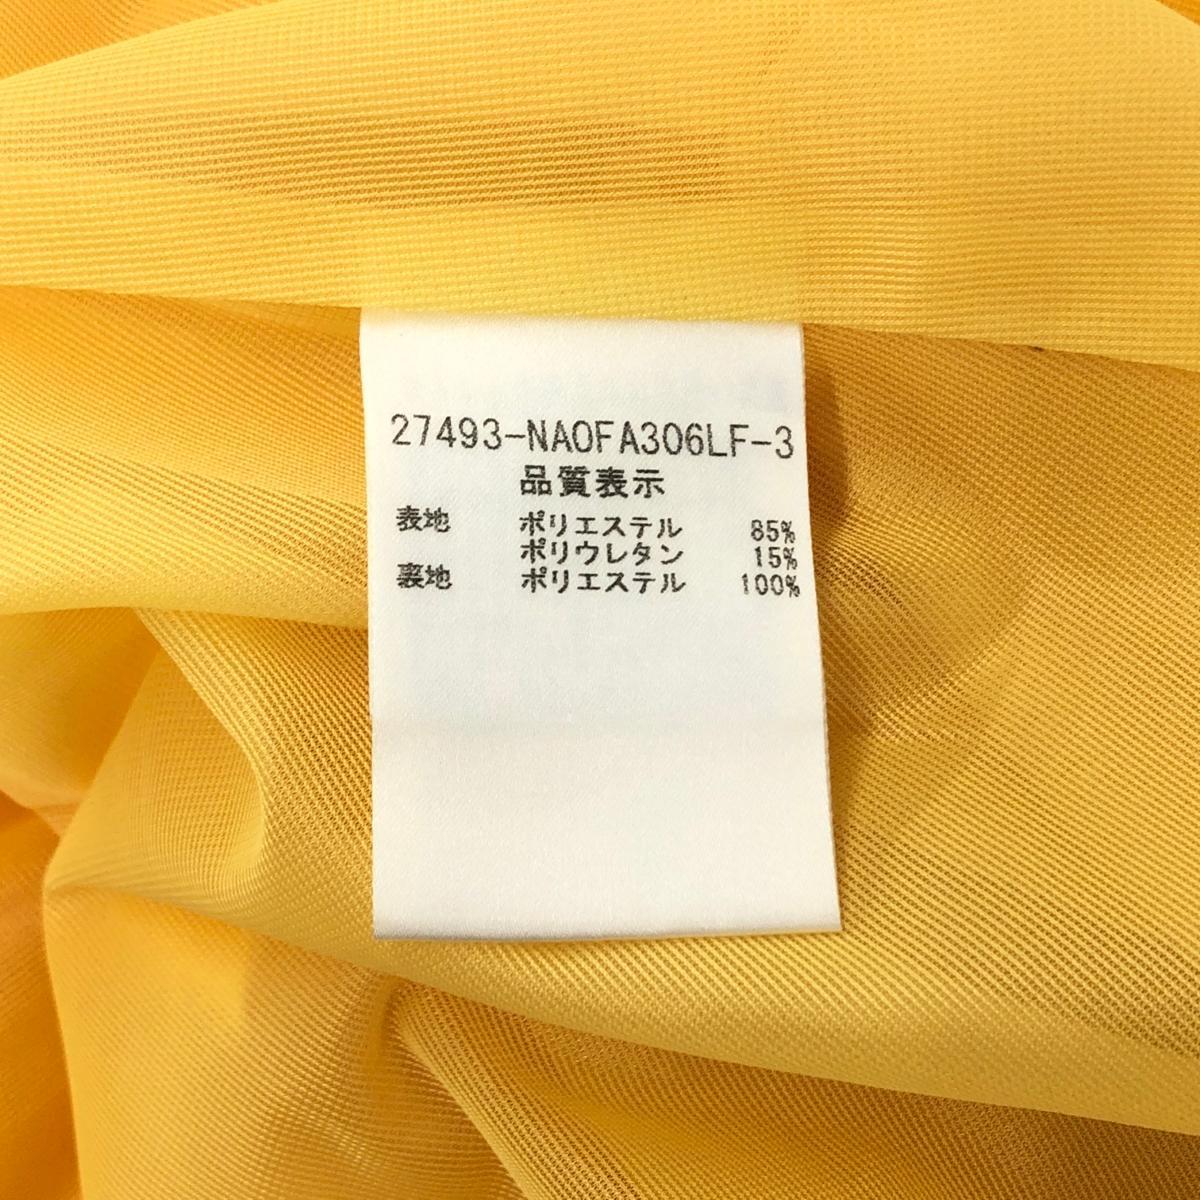 27493-NAOFA306LF-3
品質表示
表地 ポリエステル 85%
ポリウレタン 15%
裏地 ポリエステル 100%